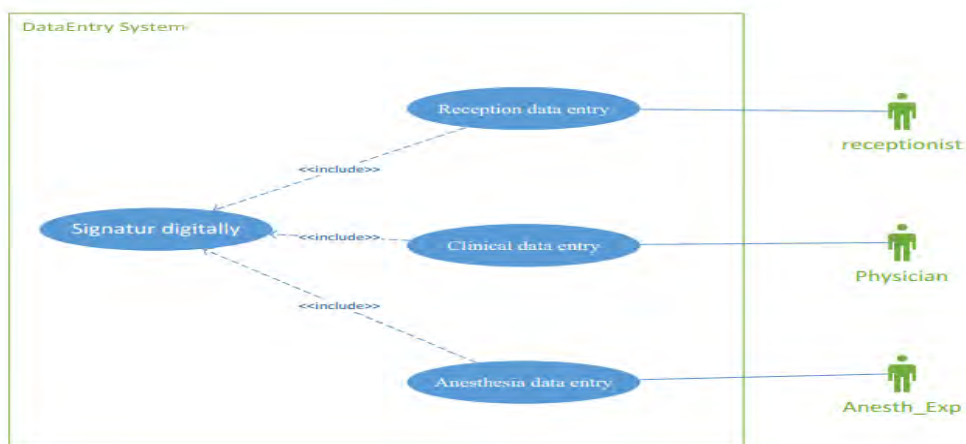 DataEntry System
Reception data entry
receptionist
<<include>>
Signatur digitally
<<include>>
Clinical data entry
Physician
<<include>>
Anesthesia data entry
Anesth_Exp